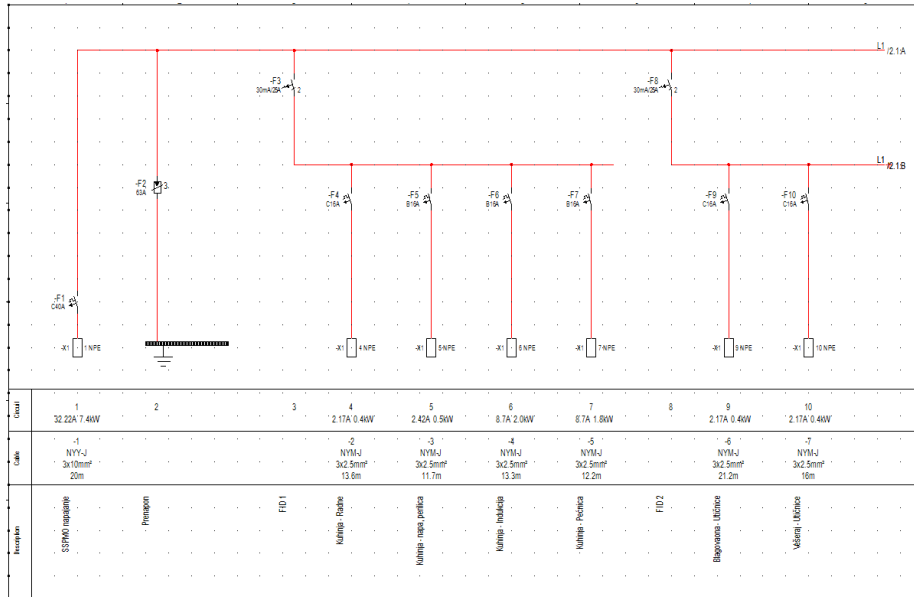 L1 /2.1:A
-F3
30mA/25A 2
-F8
30mA/25A 2
L1 /2.1:B
-F2 3
63A
-F4
C16A
-F5
B16A
-F6
B16A
-F7
B16A
-F9
C16A
-F10
C16A
-F1
C40A
-X1 1 NPE
-X1 4 NPE
-X1 5-NPE
-X1 6 NPE
-X1 7-NPE
-X1 9 NPE
-X1 10 NPE
Circuit 1 2 3 4 5 6 7 8 9 10
32.22A 7.4kW 2.17A 0.4kW 2.42A 0.5kW 8.7A 2.0kW 8.7A 1.8kW 2.17A 0.4kW 2.17A 0.4kW
Cable -1 -2 -3 -4 -5 -6 -7
NYY-J NYM-J NYM-J NYM-J NYM-J NYM-J NYM-J
3x10mm² 3x2.5mm² 3x2.5mm² 3x2.5mm² 3x2.5mm² 3x2.5mm² 3x2.5mm²
20m 13.6m 11.7m 13.3m 12.2m 21.2m 16m
SSPMO napajanje
Prenapon
FID 1
Kuhinja - Radne
Kuhinja - napa, perilica
Kuhinja - Indukcija
Kuhinja - Pećnica
FID 2
Blagovaona - Utičnice
Vešeraj - Utičnice